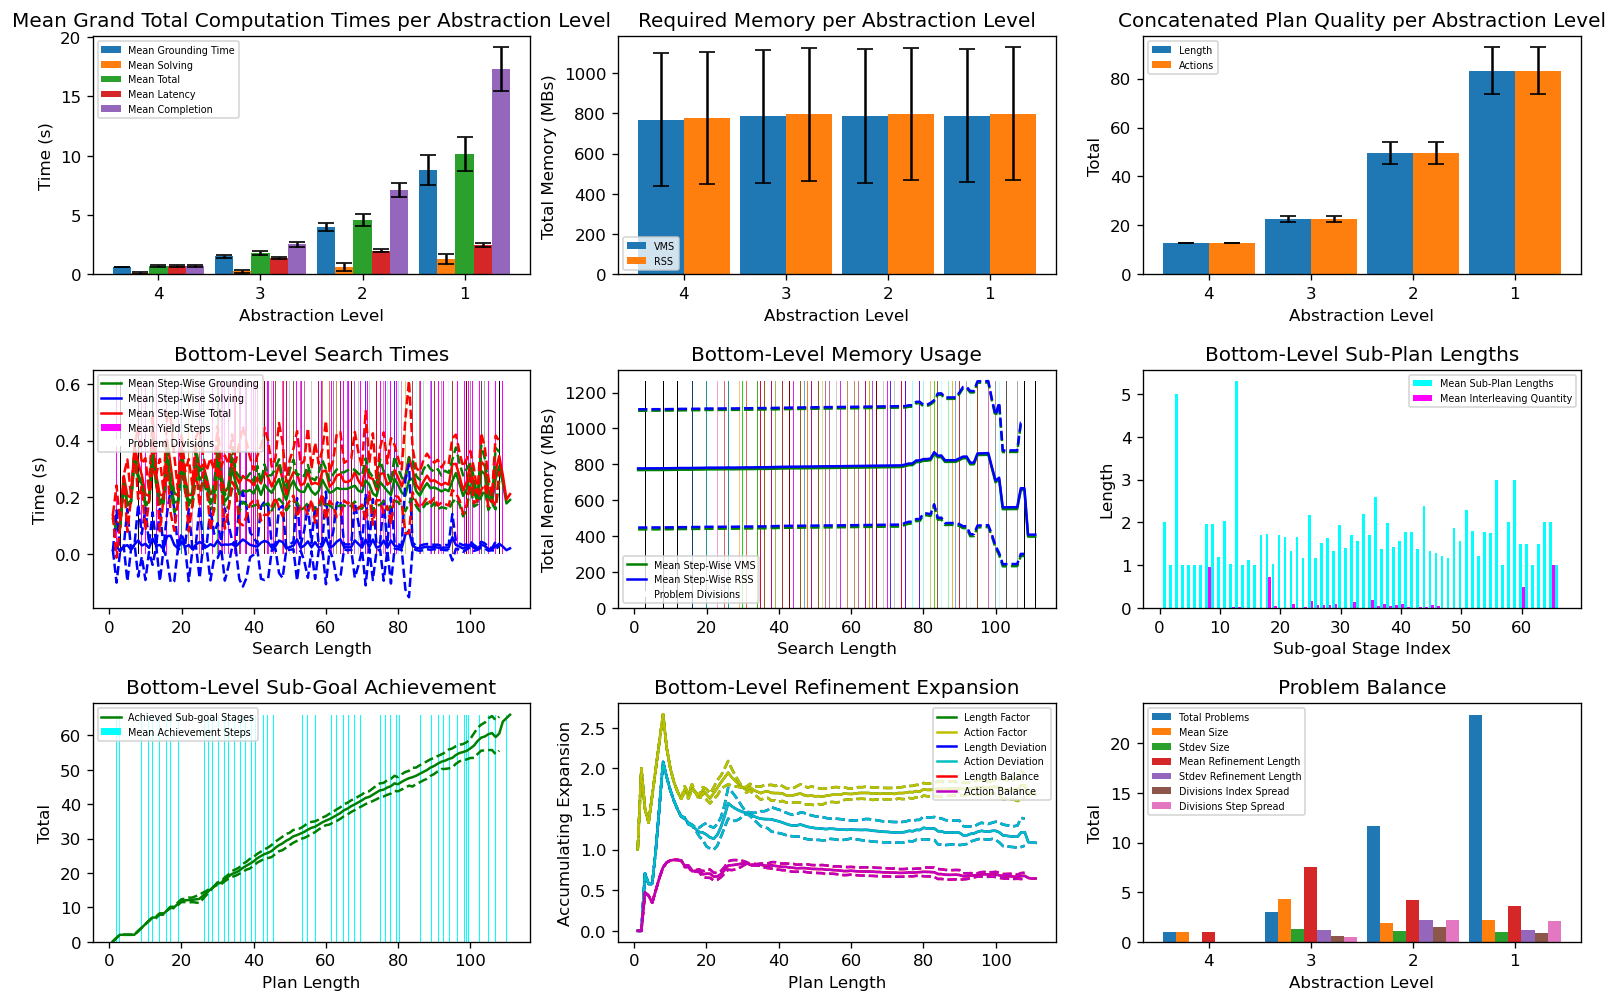 Mean Grand Total Computation Times per Abstraction Level
20
15
10
5
0
Time (s)
Mean Grounding Time
Mean Solving
Mean Total
Mean Latency
Mean Completion
4 3 2 1
Abstraction Level
Required Memory per Abstraction Level
1000
800
600
400
200
0
Total Memory (MBs)
VMS
RSS
4 3 2 1
Abstraction Level
Concatenated Plan Quality per Abstraction Level
80
60
40
20
0
Total
Length
Actions
4 3 2 1
Abstraction Level
Bottom-Level Search Times
0.6
0.4
0.2
0.0
Time (s)
Mean Step-Wise Grounding
Mean Step-Wise Solving
Mean Step-Wise Total
Mean Yield Steps
Problem Divisions
0 20 40 60 80 100
Search Length
Bottom-Level Memory Usage
1200
1000
800
600
400
200
0
Total Memory (MBs)
Mean Step-Wise VMS
Mean Step-Wise RSS
Problem Divisions
0 20 40 60 80 100
Search Length
Bottom-Level Sub-Plan Lengths
5
4
3
2
1
0
Length
Mean Sub-Plan Lengths
Mean Interleaving Quantity
0 10 20 30 40 50 60
Sub-goal Stage Index
Bottom-Level Sub-Goal Achievement
60
50
40
30
20
10
0
Total
Achieved Sub-goal Stages
Mean Achievement Steps
0 20 40 60 80 100
Plan Length
Bottom-Level Refinement Expansion
2.5
2.0
1.5
1.0
0.5
0.0
Accumulating Expansion
Length Factor
Action Factor
Length Deviation
Action Deviation
Length Balance
Action Balance
0 20 40 60 80 100
Plan Length
Problem Balance
20
15
10
5
0
Total
Total Problems
Mean Size
Stdev Size
Mean Refinement Length
Stdev Refinement Length
Divisions Index Spread
Divisions Step Spread
4 3 2 1
Abstraction Level